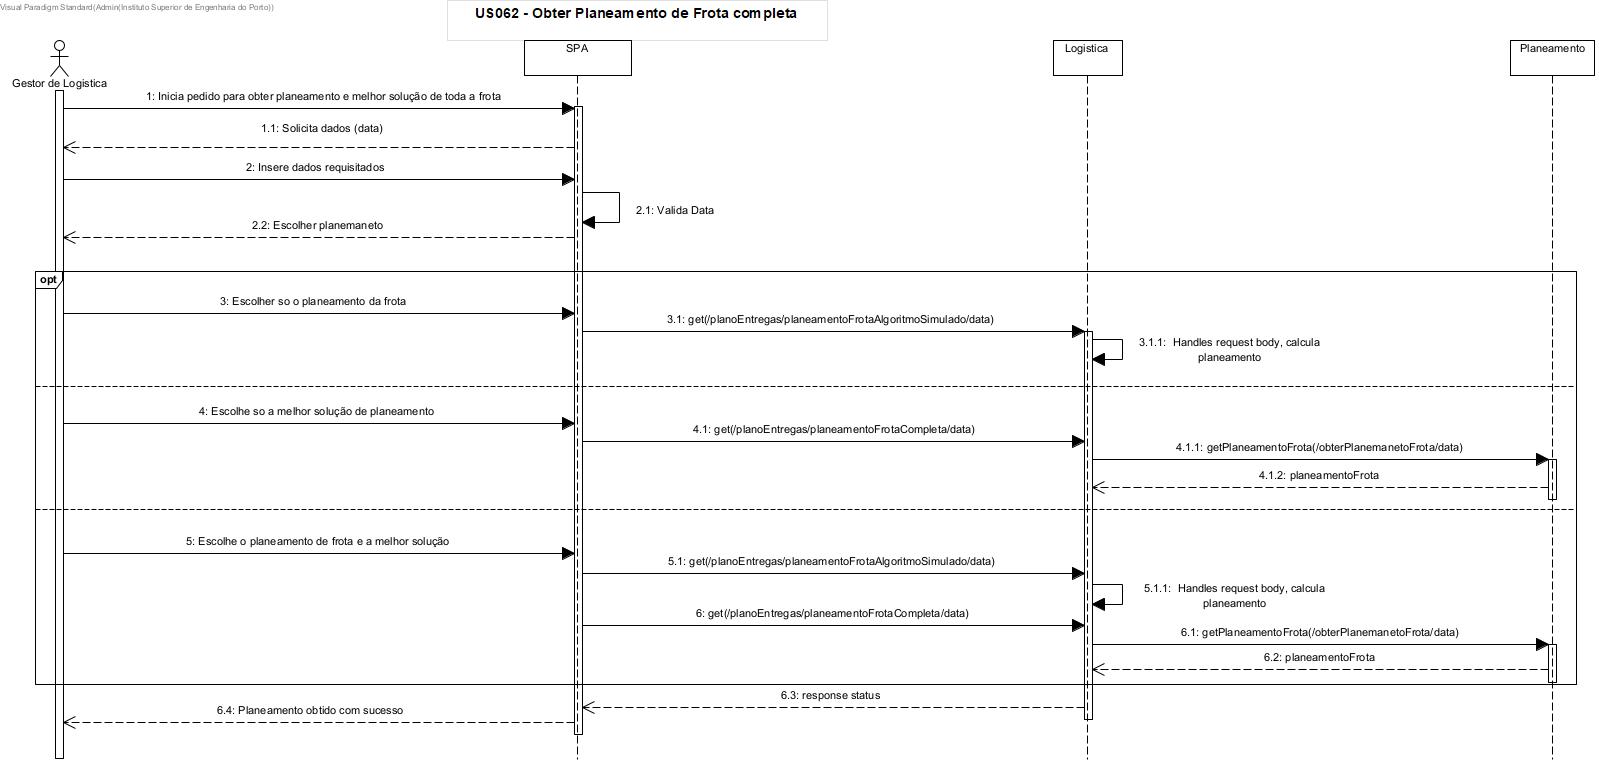 Visual Paradigm Standard(Admin(Instituto Superior de Engenharia do Porto))
US062 - Obter Planeamento de Frota completa
SPA
Logistica
Planeamento
Gestor de Logistica
1: Inicia pedido para obter planeamento e melhor solução de toda a frota
1.1: Solicita dados (data)
2: Insere dados requisitados
2.1: Valida Data
2.2: Escolher planemaneto
opt
3: Escolher so o planeamento da frota
3.1: get(/planoEntregas/planeamentoFrotaAlgoritmoSimulado/data)
3.1.1: Handles request body, calcula
planeamento
4: Escolhe so a melhor solução de planeamento
4.1: get(/planoEntregas/planeamentoFrotaCompleta/data)
4.1.1: getPlaneamentoFrota(/obterPlanemanetoFrota/data)
4.1.2: planeamentoFrota
5: Escolhe o planeamento de frota e a melhor solução
5.1: get(/planoEntregas/planeamentoFrotaAlgoritmoSimulado/data)
5.1.1: Handles request body, calcula
planeamento
6: get(/planoEntregas/planeamentoFrotaCompleta/data)
6.1: getPlaneamentoFrota(/obterPlanemanetoFrota/data)
6.2: planeamentoFrota
6.3: response status
6.4: Planeamento obtido com sucesso